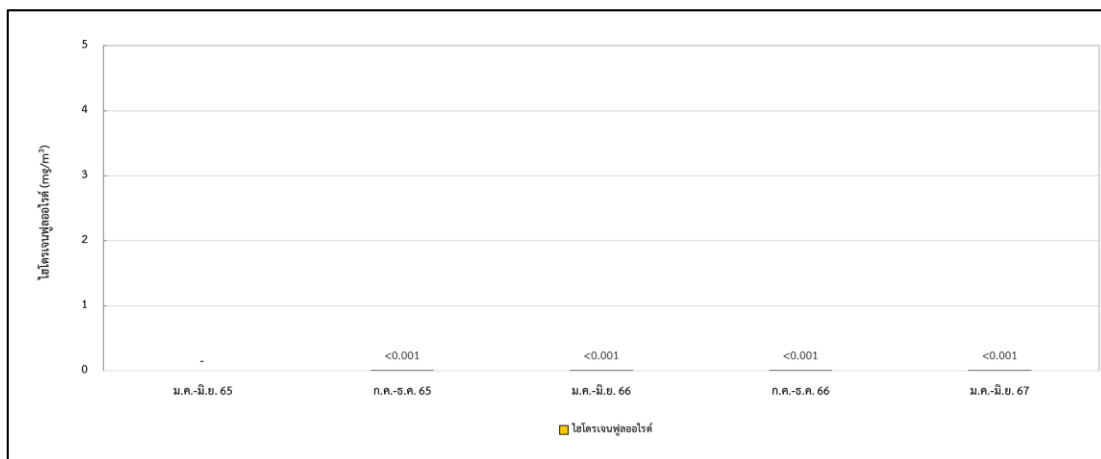 ไฮโดรเจนฟูลออไรด์ (mg/m³)
5
4
3
2
1
0
-
<0.001
<0.001
<0.001
<0.001
ม.ค.-มิ.ย. 65
ก.ค.-ธ.ค. 65
ม.ค.-มิ.ย. 66
ก.ค.-ธ.ค. 66
ม.ค.-มิ.ย. 67
ไฮโดรเจนฟูลออไรด์